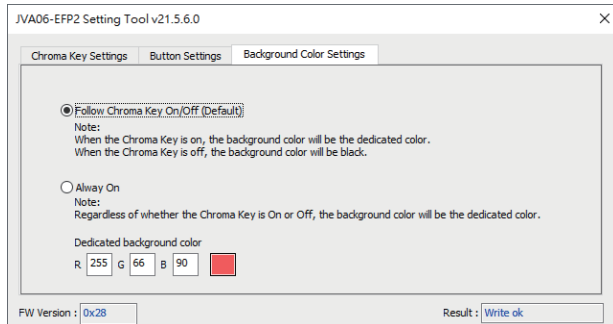 JVA06-EFP2 Setting Tool v21.5.6.0
Chroma Key Settings Button Settings Background Color Settings
Follow Chroma Key On/Off (Default)
Note:
When the Chroma Key is on, the background color will be the dedicated color.
When the Chroma Key is off, the background color will be black.
Alway On
Note:
Regardless of whether the Chroma Key is On or Off, the background color will be the dedicated color.
Dedicated background color
R 255 G 66 B 90
FW Version : 0x28 Result : Write ok